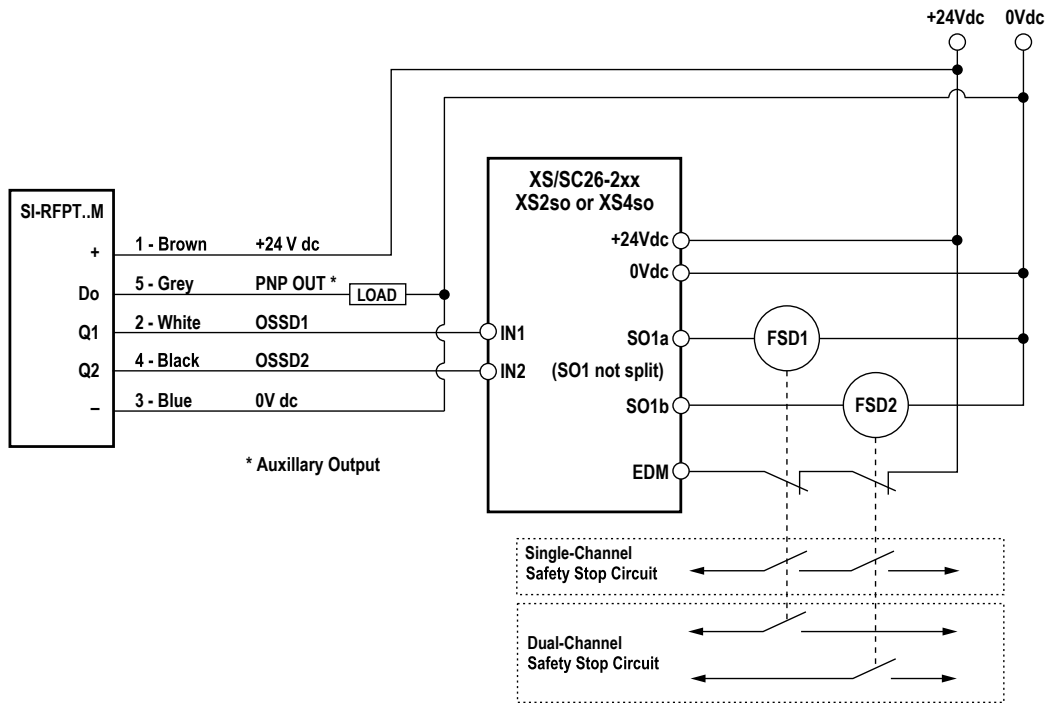 +24Vdc 0Vdc
XS/SC26-2xx
XS2so or XS4so
SI-RFPT..M
+ 1 - Brown +24 V dc
Do 5 - Grey PNP OUT * LOAD
Q1 2 - White OSSD1 IN1
Q2 4 - Black OSSD2 IN2
– 3 - Blue 0V dc
* Auxillary Output
+24Vdc
0Vdc
SO1a FSD1
(SO1 not split)
SO1b FSD2
EDM
Single-Channel
Safety Stop Circuit
Dual-Channel
Safety Stop Circuit